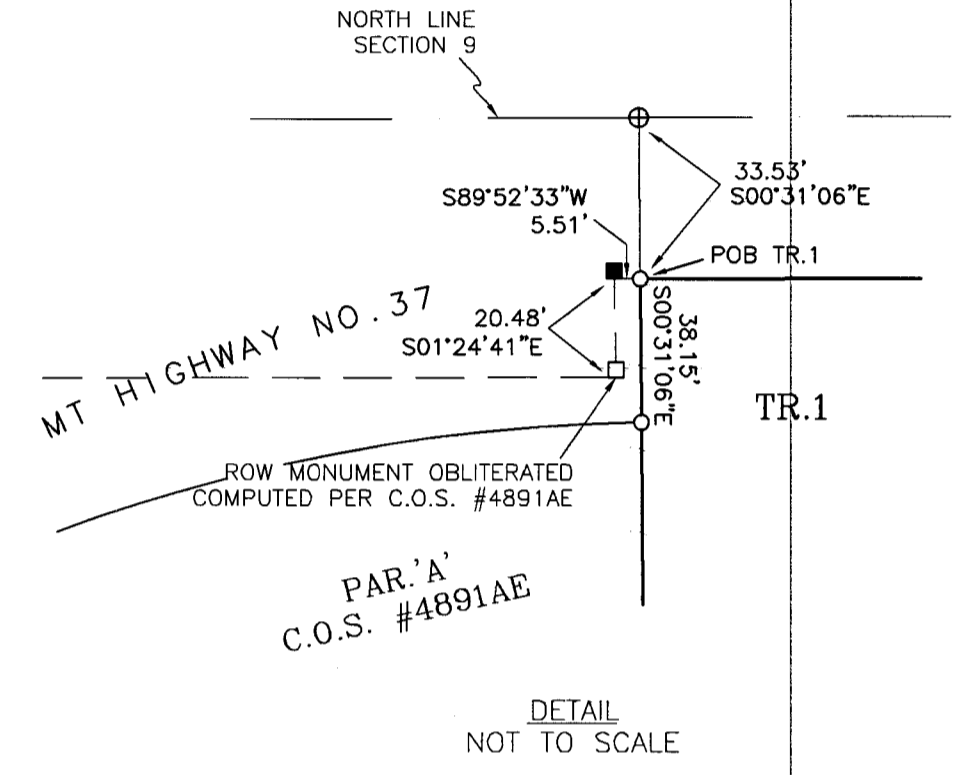 NORTH LINE
SECTION 9
33.53'
S00°31'06"E
S89°52'33"W
5.51'
POB TR.1
MT HIGHWAY NO. 37
20.48'
S01°24'41"E
38.15'
S00°31'06"E
TR.1
ROW MONUMENT OBLITERATED
COMPUTED PER C.O.S. #4891AE
PAR.'A'
C.O.S. #4891AE
DETAIL
NOT TO SCALE